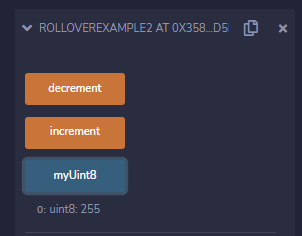 ROLLOVEREXAMPLE2 AT 0X358...D5
decrement
increment
myUint8
0: uint8: 255